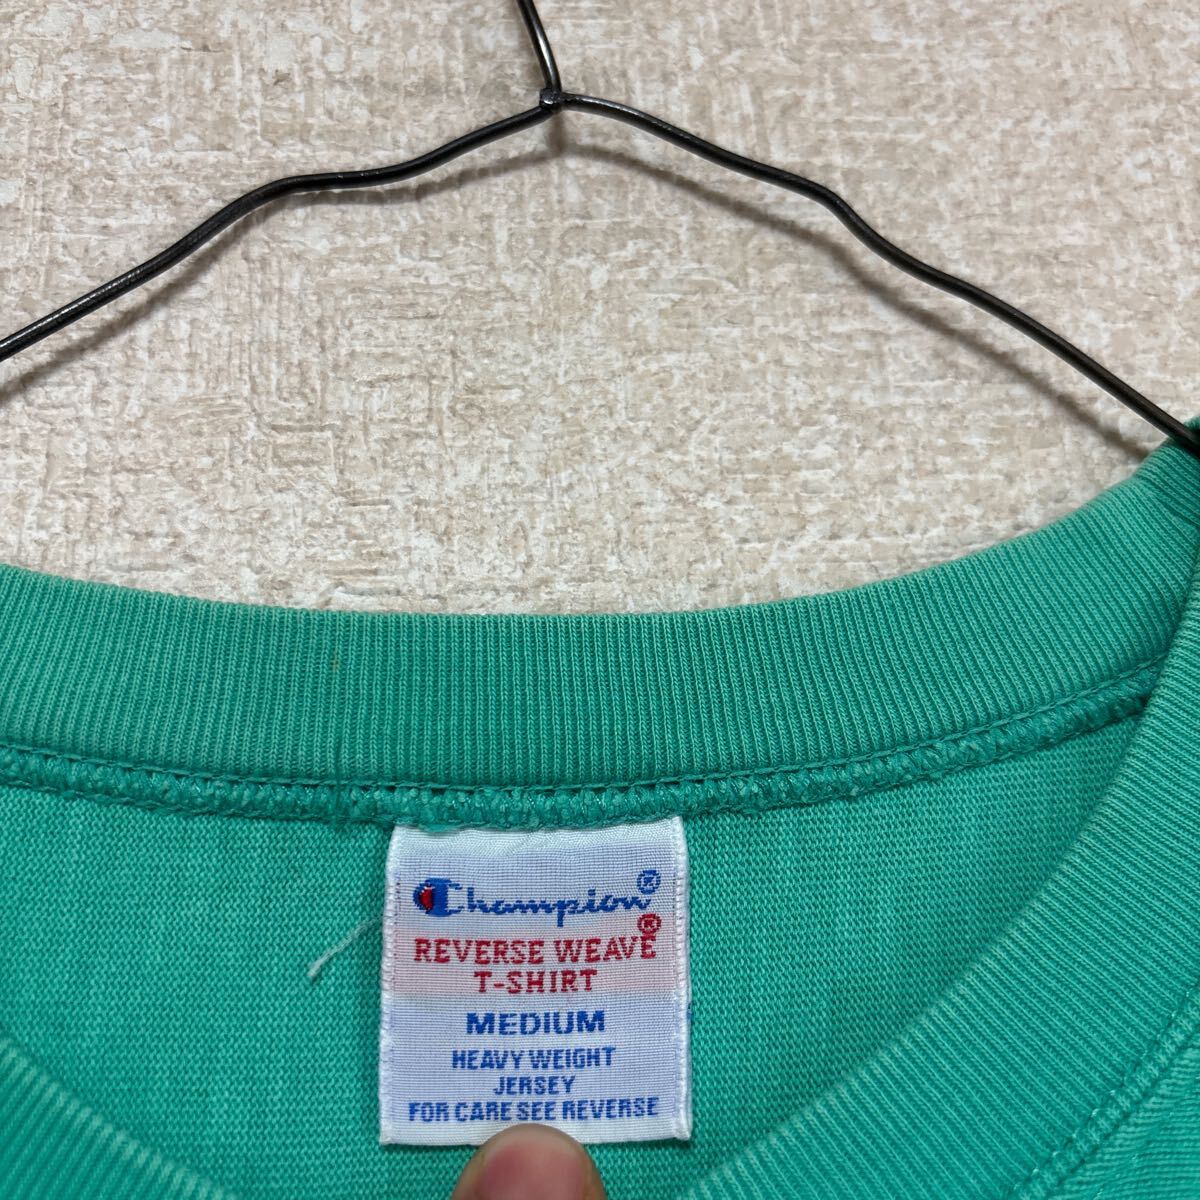 Champion®
REVERSE WEAVE®
T-SHIRT
MEDIUM
HEAVY WEIGHT
JERSEY
FOR CARE SEE REVERSE